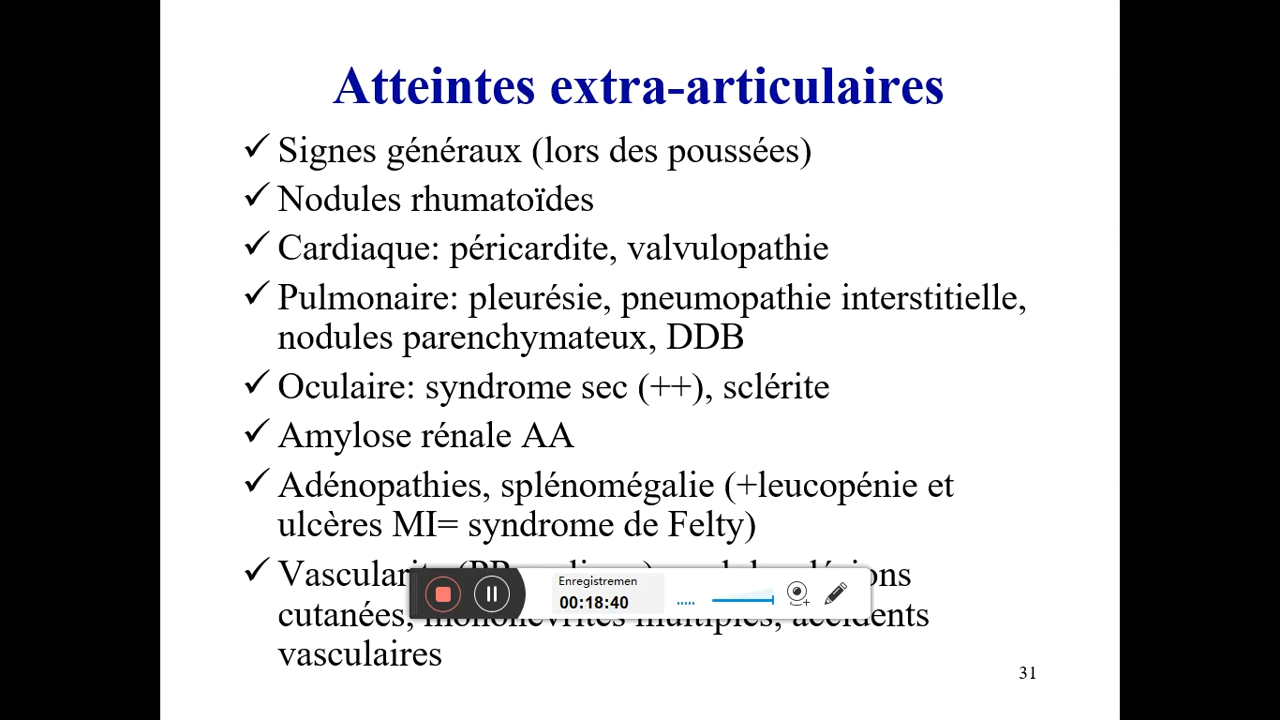 Atteintes extra-articulaires
✓ Signes généraux (lors des poussées)
✓ Nodules rhumatoïdes
✓ Cardiaque: péricardite, valvulopathie
✓ Pulmonaire: pleurésie, pneumopathie interstitielle,
nodules parenchymateux, DDB
✓ Oculaire: syndrome sec (++), sclérite
✓ Amylose rénale AA
✓ Adénopathies, splénomégalie (+leucopénie et
ulcères MI= syndrome de Felty)
✓ 
cutanées, mononévrites multiples, accidents
vasculaires
Enregistremen
00:18:40
31